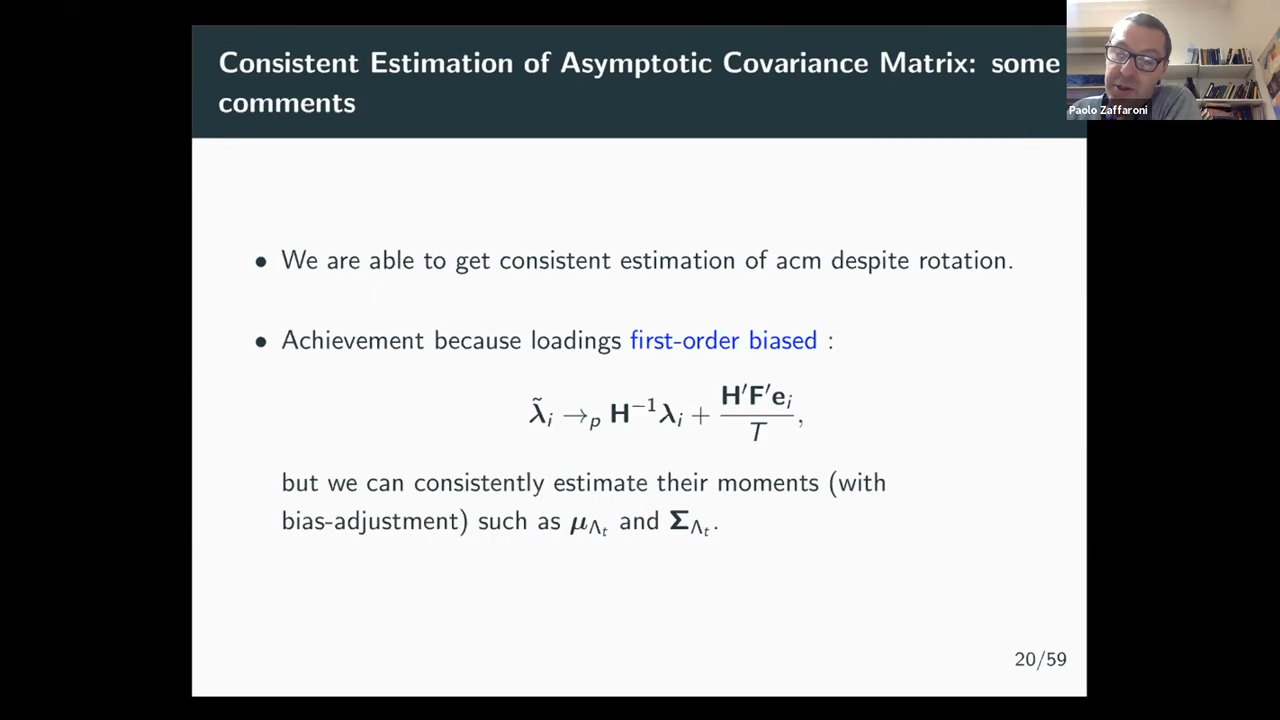 Consistent Estimation of Asymptotic Covariance Matrix: some
comments
Paolo Zaffaroni
• We are able to get consistent estimation of acm despite rotation.
• Achievement because loadings first-order biased :
λ̃ᵢ →ₚ H⁻¹λᵢ + H′F′eᵢ / T,
but we can consistently estimate their moments (with
bias-adjustment) such as μ_Λₜ and Σ_Λₜ.
20/59